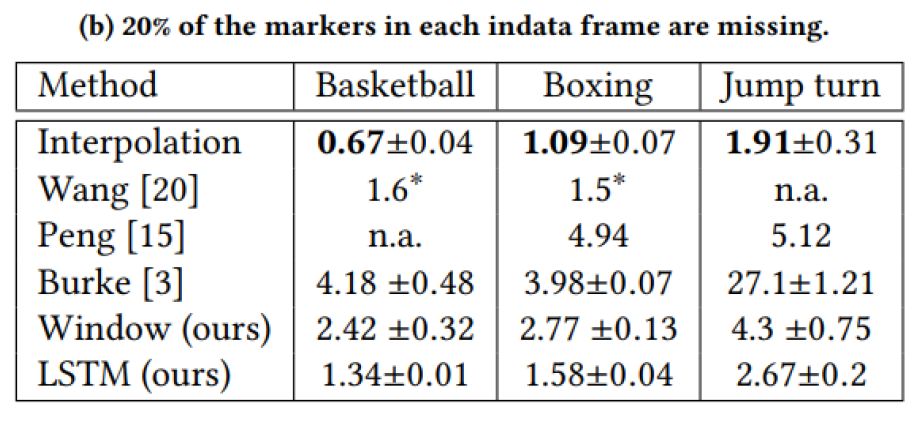 (b) 20% of the markers in each indata frame are missing.
Method Basketball Boxing Jump turn
Interpolation 0.67±0.04 1.09±0.07 1.91±0.31
Wang [20] 1.6* 1.5* n.a.
Peng [15] n.a. 4.94 5.12
Burke [3] 4.18 ±0.48 3.98±0.07 27.1±1.21
Window (ours) 2.42 ±0.32 2.77 ±0.13 4.3 ±0.75
LSTM (ours) 1.34±0.01 1.58±0.04 2.67±0.2